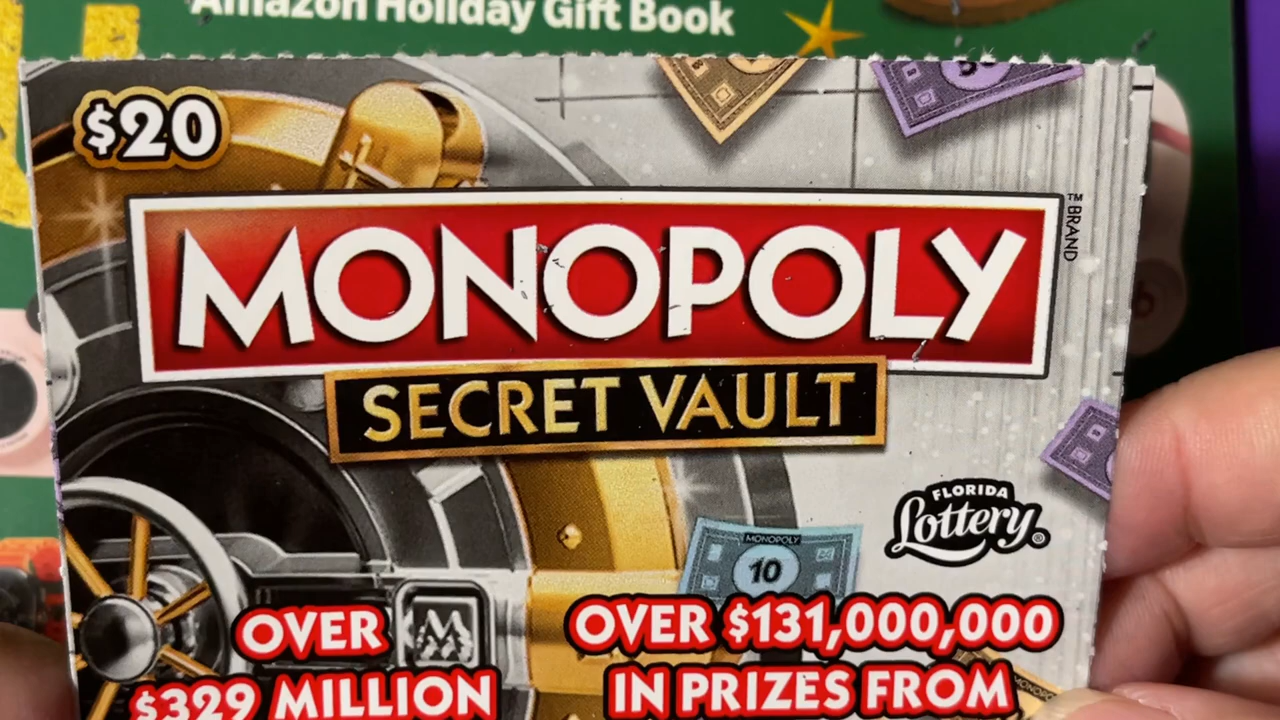 Amazon Holiday Gift Book
$20
MONOPOLY
™ BRAND
SECRET VAULT
FLORIDA
Lottery®
MONOPOLY
10
OVER
$329 MILLION
OVER $131,000,000
IN PRIZES FROM